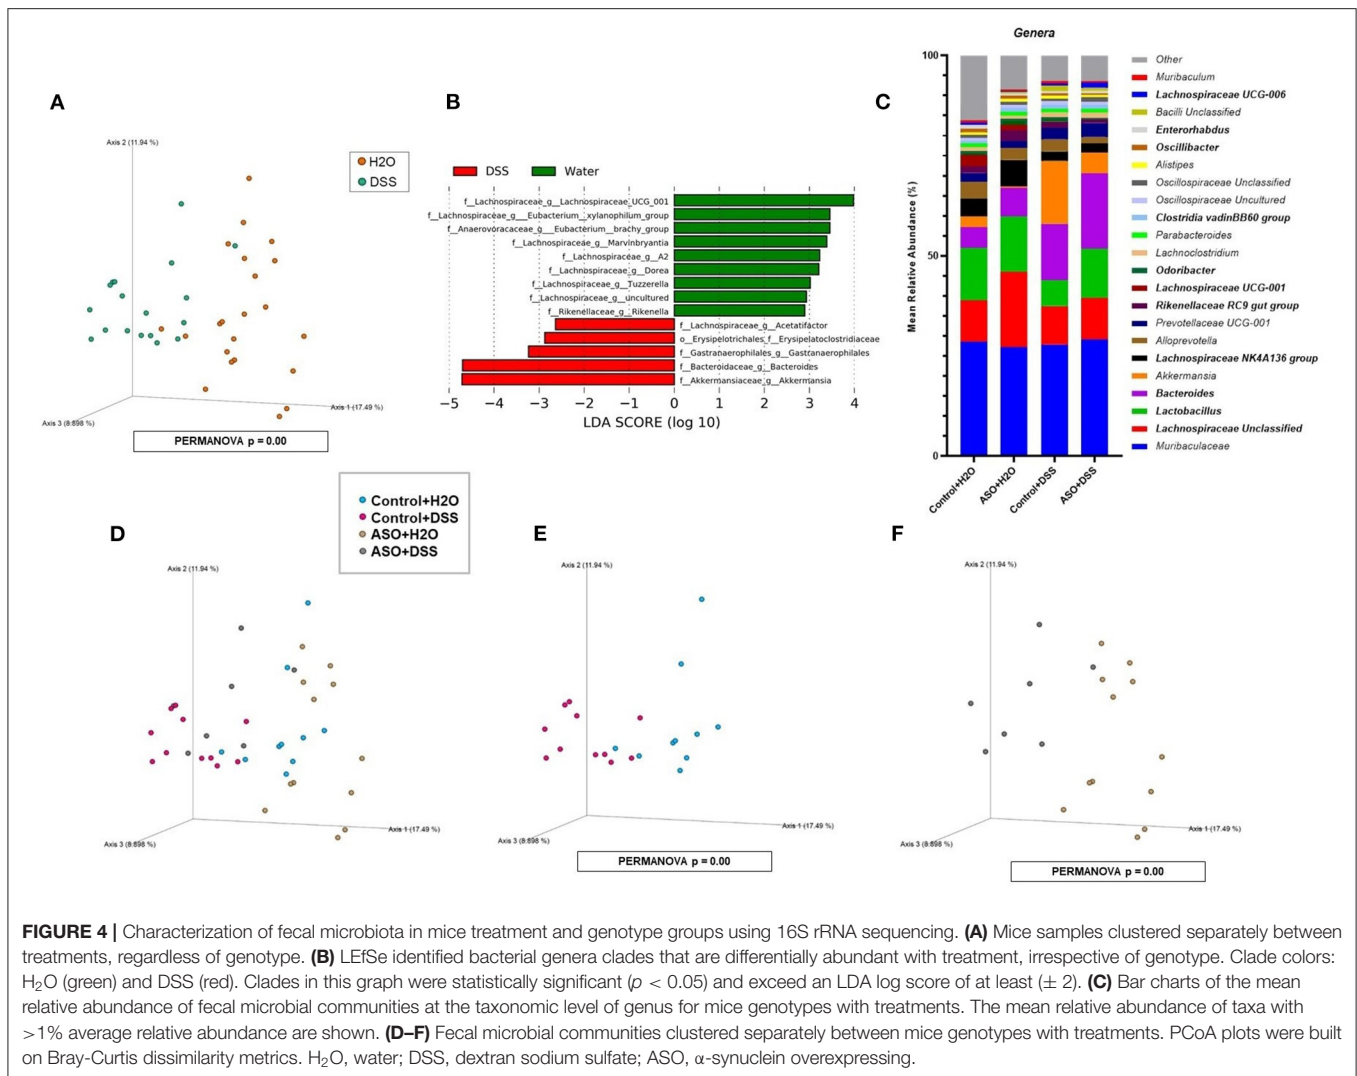 A
Axis 2 (11.94 %)
H2O
DSS
Axis 1 (17.49 %)
Axis 3 (8.898 %)
PERMANOVA p = 0.00
B
DSS
Water
f__Lachnospiraceae_g__Lachnospiraceae_UCG_001
f__Lachnospiraceae_g___Eubacterium__xylanophilum_group
f__Anaerovoracaceae_g___Eubacterium_brachy_group
f__Lachnospiraceae_g__Marvinbryantia
f__Lachnospiraceae_g__A2
f__Lachnospiraceae_g__Dorea
f__Lachnospiraceae_g__Tuzzerella
f__Lachnospiraceae_g__uncultured
f__Rikenellaceae_g__Rikenella
f__Lachnospiraceae_g__Acetatifactor
o__Erysipelotrichales_f__Erysipelatoclostridiaceae
f__Gastranaerophilales_g__Gastranaerophilales
f__Bacteroidaceae_g__Bacteroides
f__Akkermansiaceae_g__Akkermansia
−5 −4 −3 −2 −1 0 1 2 3 4
LDA SCORE (log 10)
C
Genera
100
50
0
Mean Relative Abundance (%)
Control+H2O
ASO+H2O
Control+DSS
ASO+DSS
Other
Muribaculum
Lachnospiraceae UCG-006
Bacilli Unclassified
Enterorhabdus
Oscillibacter
Alistipes
Oscillospiraceae Unclassified
Oscillospiraceae Uncultured
Clostridia vadinBB60 group
Parabacteroides
Lachnoclostridium
Odoribacter
Lachnospiraceae UCG-001
Rikenellaceae RC9 gut group
Prevotellaceae UCG-001
Alloprevotella
Lachnospiraceae NK4A136 group
Akkermansia
Bacteroides
Lactobacillus
Lachnospiraceae Unclassified
Muribaculaceae
D
Control+H2O
Control+DSS
ASO+H2O
ASO+DSS
Axis 2 (11.94 %)
Axis 1 (17.49 %)
Axis 3 (8.898 %)
E
Axis 2 (11.94 %)
Axis 1 (17.49 %)
Axis 3 (8.898 %)
PERMANOVA p = 0.00
F
Axis 2 (11.94 %)
Axis 1 (17.49 %)
Axis 3 (8.898 %)
PERMANOVA p = 0.00
FIGURE 4 | Characterization of fecal microbiota in mice treatment and genotype groups using 16S rRNA sequencing. (A) Mice samples clustered separately between
treatments, regardless of genotype. (B) LEfSe identified bacterial genera clades that are differentially abundant with treatment, irrespective of genotype. Clade colors:
H₂O (green) and DSS (red). Clades in this graph were statistically significant (p < 0.05) and exceed an LDA log score of at least (± 2). (C) Bar charts of the mean
relative abundance of fecal microbial communities at the taxonomic level of genus for mice genotypes with treatments. The mean relative abundance of taxa with
>1% average relative abundance are shown. (D–F) Fecal microbial communities clustered separately between mice genotypes with treatments. PCoA plots were built
on Bray-Curtis dissimilarity metrics. H₂O, water; DSS, dextran sodium sulfate; ASO, α-synuclein overexpressing.